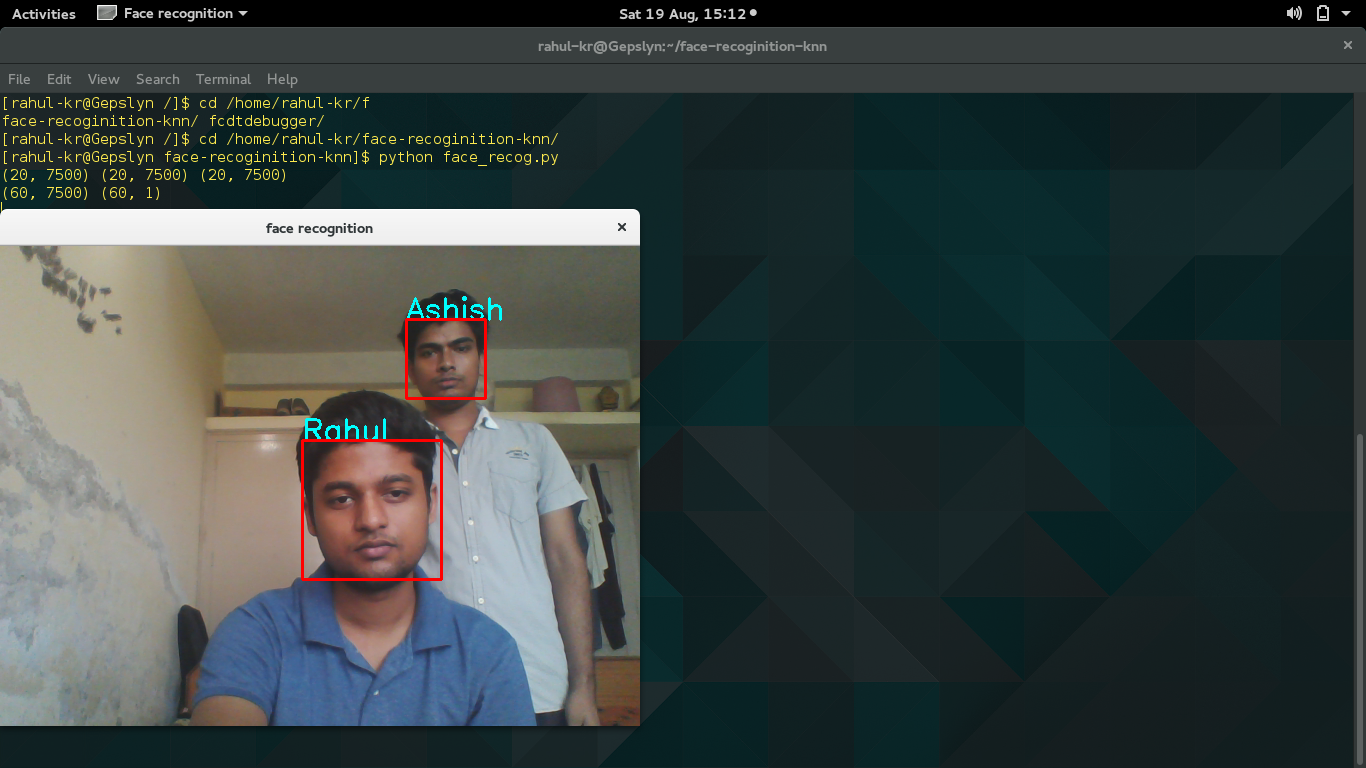 Activities Face recognition Sat 19 Aug, 15:12
rahul-kr@Gepslyn:~/face-recoginition-knn
File Edit View Search Terminal Help
[rahul-kr@Gepslyn /]$ cd /home/rahul-kr/f
face-recoginition-knn/ fcdtdebugger/
[rahul-kr@Gepslyn /]$ cd /home/rahul-kr/face-recoginition-knn/
[rahul-kr@Gepslyn face-recoginition-knn]$ python face_recog.py
(20, 7500) (20, 7500) (20, 7500)
(60, 7500) (60, 1)
face recognition
Ashish
Rahul